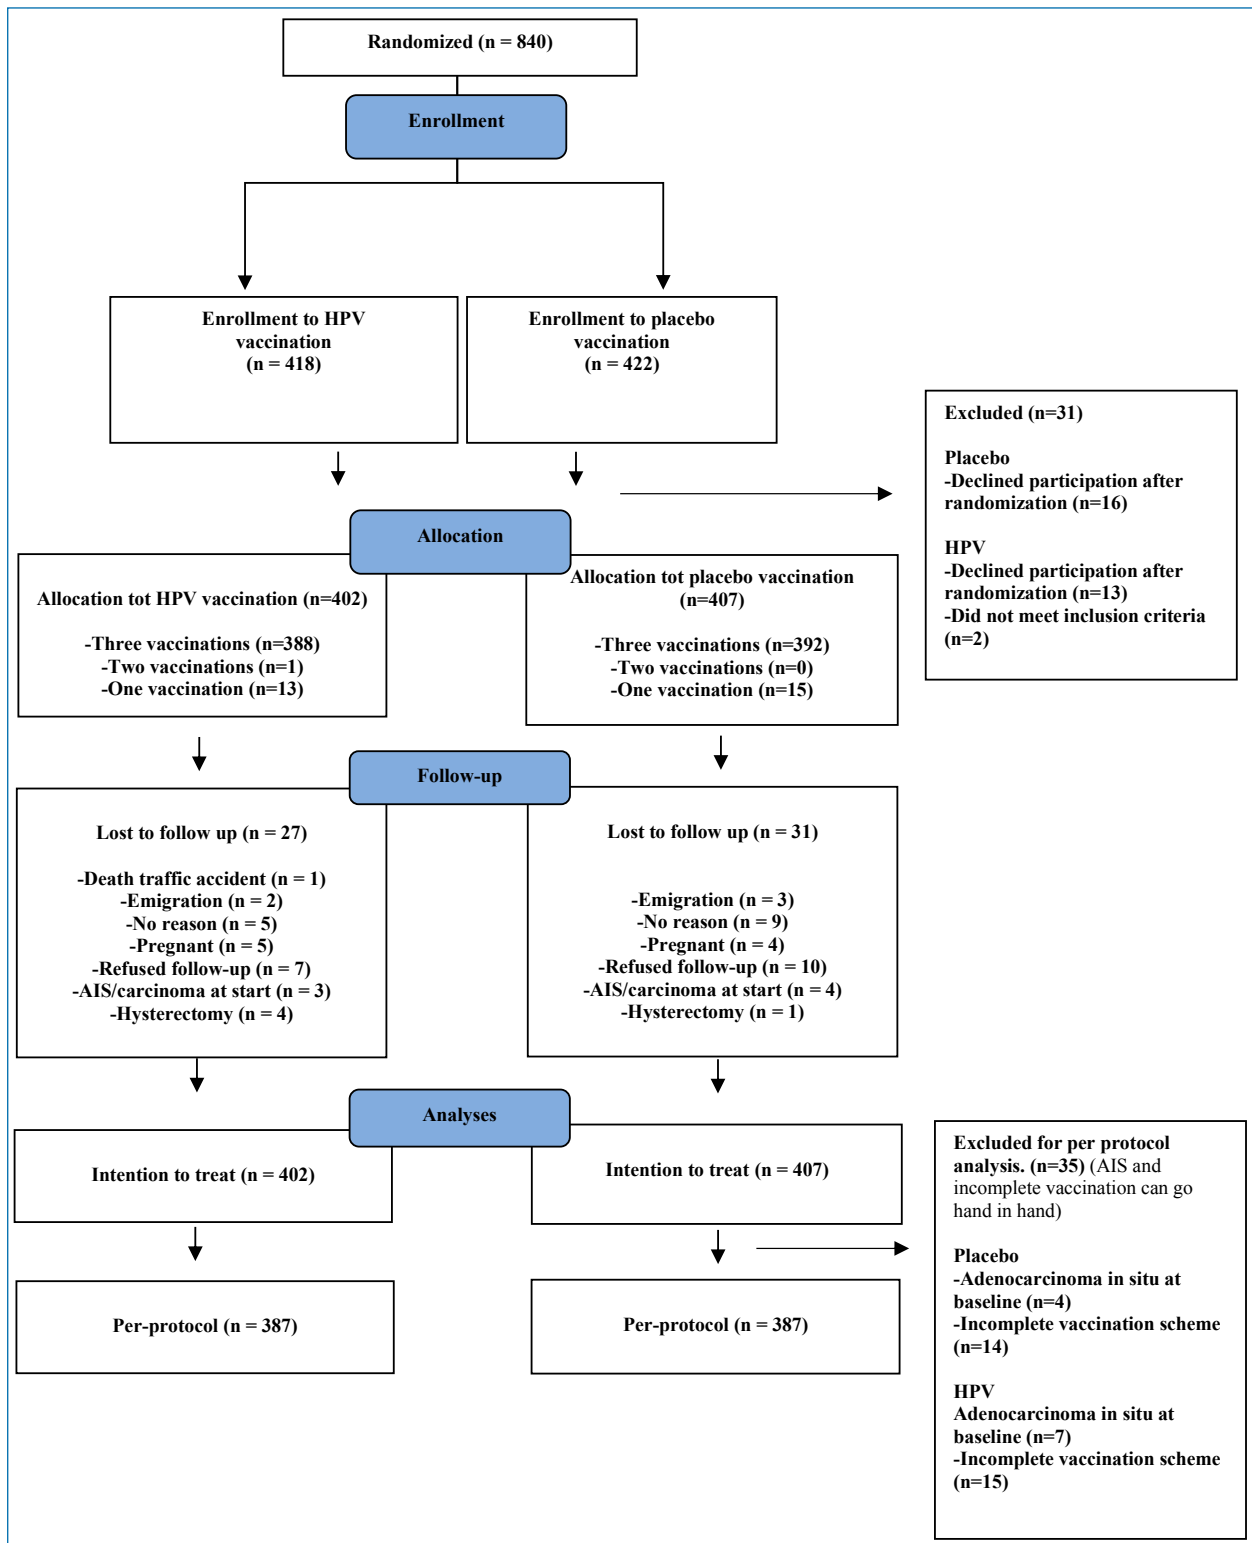 Randomized (n = 840)
Enrollment
Enrollment to HPV
vaccination
(n = 418)
Enrollment to placebo
vaccination
(n = 422)
Excluded (n=31)
Placebo
-Declined participation after
randomization (n=16)
HPV
-Declined participation after
randomization (n=13)
-Did not meet inclusion criteria
(n=2)
Allocation
Allocation tot HPV vaccination (n=402)
-Three vaccinations (n=388)
-Two vaccinations (n=1)
-One vaccination (n=13)
Allocation tot placebo vaccination
(n=407)
-Three vaccinations (n=392)
-Two vaccinations (n=0)
-One vaccination (n=15)
Follow-up
Lost to follow up (n = 27)
-Death traffic accident (n = 1)
-Emigration (n = 2)
-No reason (n = 5)
-Pregnant (n = 5)
-Refused follow-up (n = 7)
-AIS/carcinoma at start (n = 3)
-Hysterectomy (n = 4)
Lost to follow up (n = 31)
-Emigration (n = 3)
-No reason (n = 9)
-Pregnant (n = 4)
-Refused follow-up (n = 10)
-AIS/carcinoma at start (n = 4)
-Hysterectomy (n = 1)
Analyses
Intention to treat (n = 402)
Intention to treat (n = 407)
Excluded for per protocol
analysis. (n=35) (AIS and
incomplete vaccination can go
hand in hand)
Placebo
-Adenocarcinoma in situ at
baseline (n=4)
-Incomplete vaccination scheme
(n=14)
HPV
Adenocarcinoma in situ at
baseline (n=7)
-Incomplete vaccination scheme
(n=15)
Per-protocol (n = 387)
Per-protocol (n = 387)